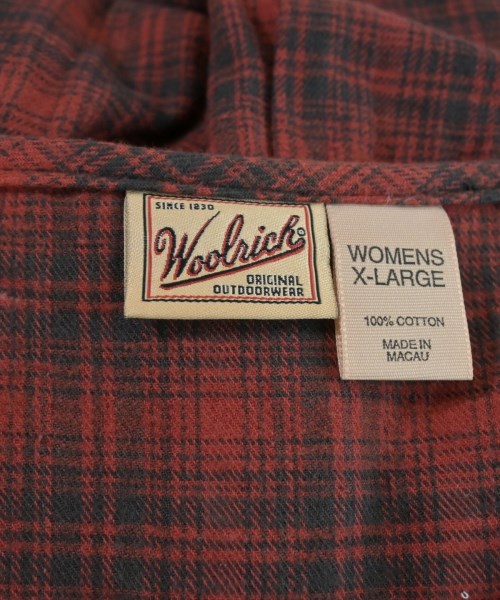 SINCE 1830
Woolrich
ORIGINAL
OUTDOORWEAR
WOMENS
X-LARGE
100% COTTON
MADE IN
MACAU